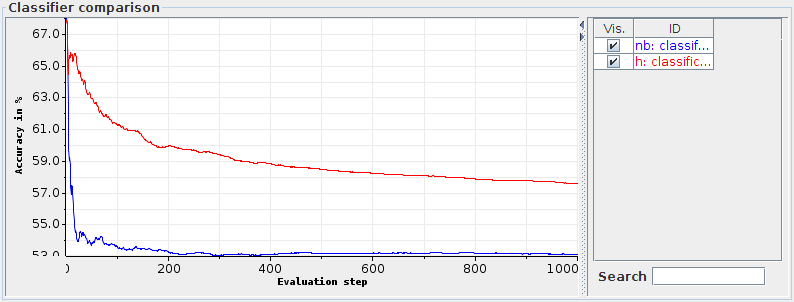 Classifier comparison
67.0
65.0
63.0
61.0
59.0
57.0
55.0
53.0
Accuracy in %
0 200 400 600 800 1000
Evaluation step
Vis. ID
nb: classif...
h: classific...
Search